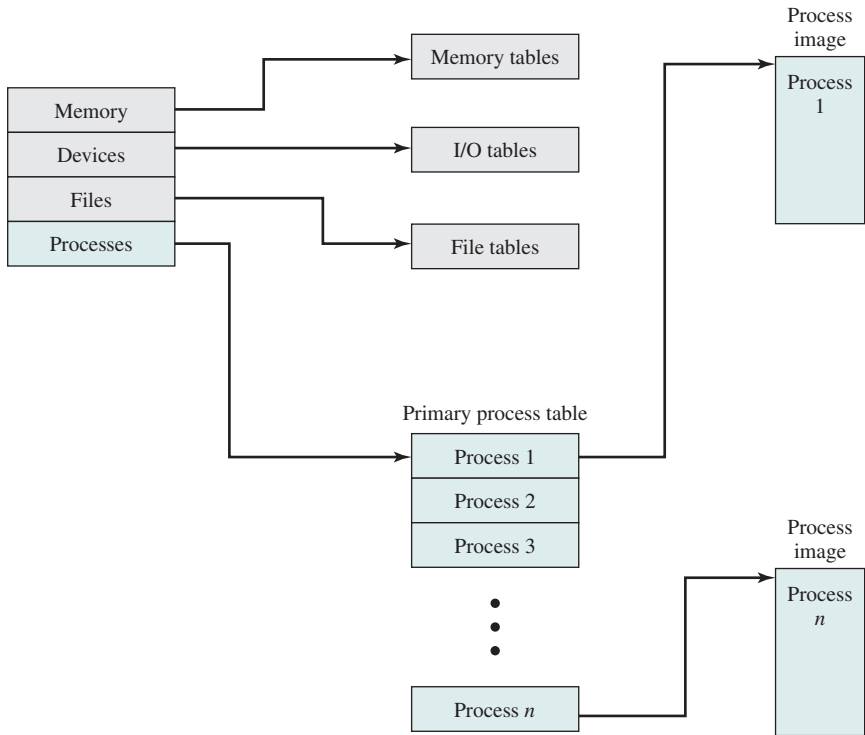 Memory
Devices
Files
Processes
Memory tables
I/O tables
File tables
Primary process table
Process 1
Process 2
Process 3
Process n
Process
image
Process
1
Process
image
Process
n